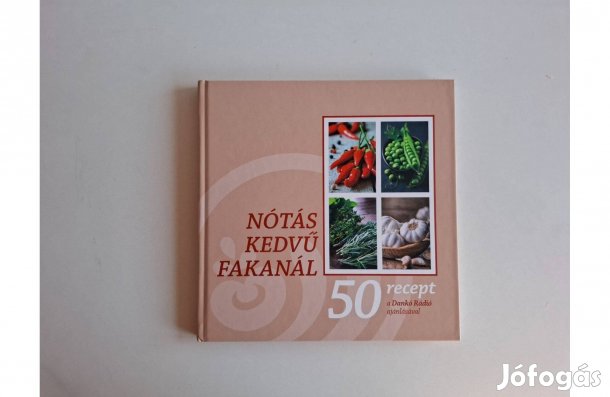 NÓTÁS
KEDVŰ
FAKANÁL
50 recept
a Dankó Rádió
ajánlásával
Jófogás